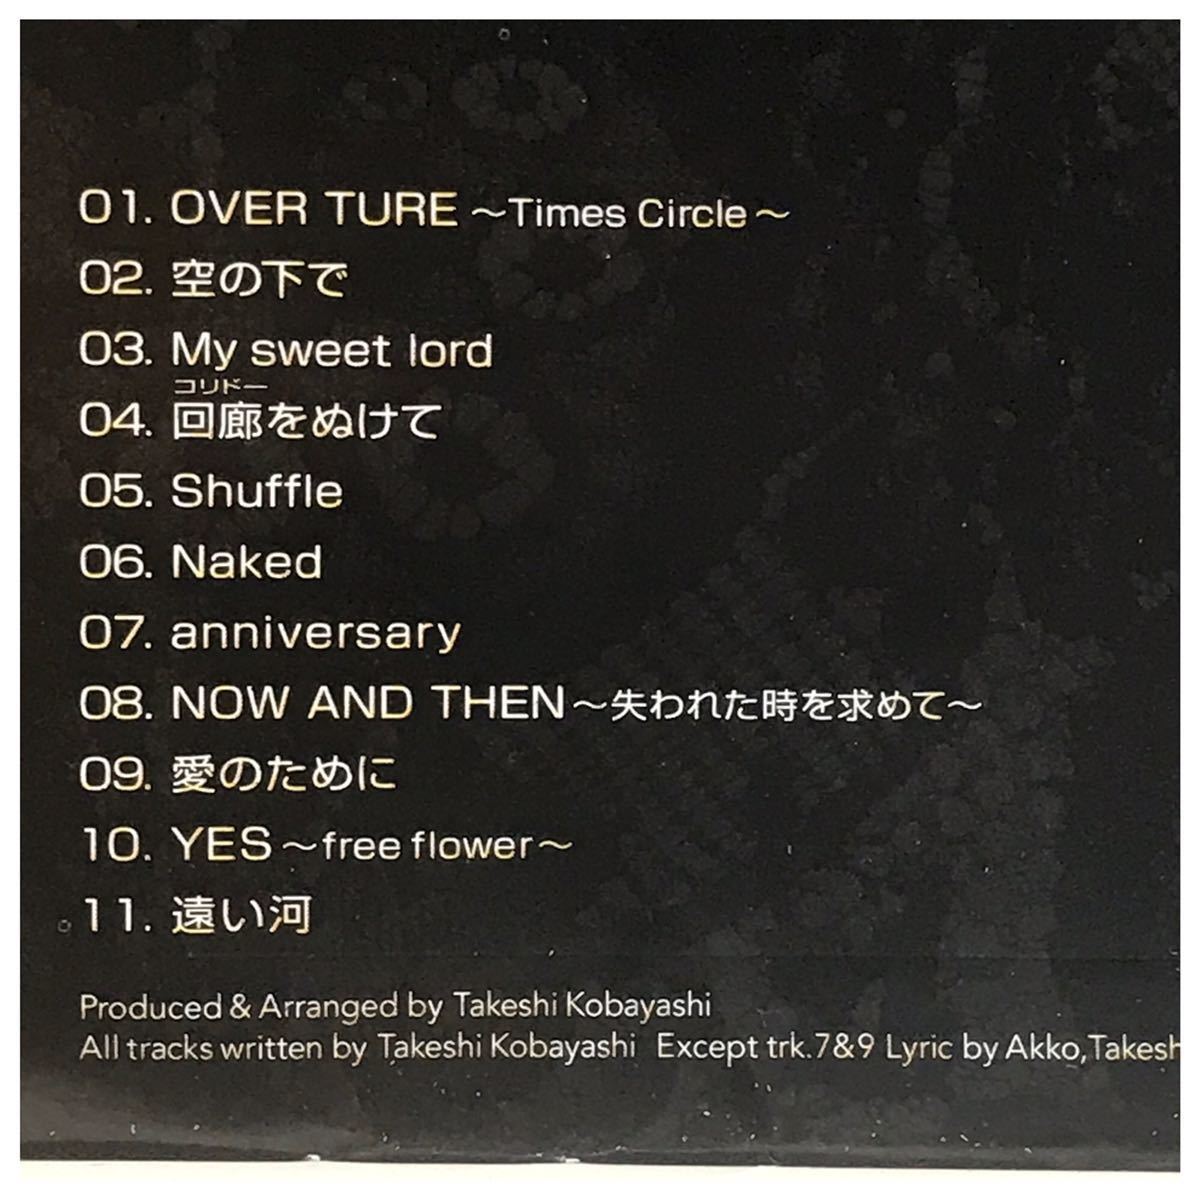 01. OVER TURE ～Times Circle～
02. 空の下で
03. My sweet lord
コリドー
04. 回廊をぬけて
05. Shuffle
06. Naked
07. anniversary
08. NOW AND THEN～失われた時を求めて～
09. 愛のために
10. YES～free flower～
11. 遠い河
Produced & Arranged by Takeshi Kobayashi
All tracks written by Takeshi Kobayashi Except trk.7&9 Lyric by Akko,Takesh